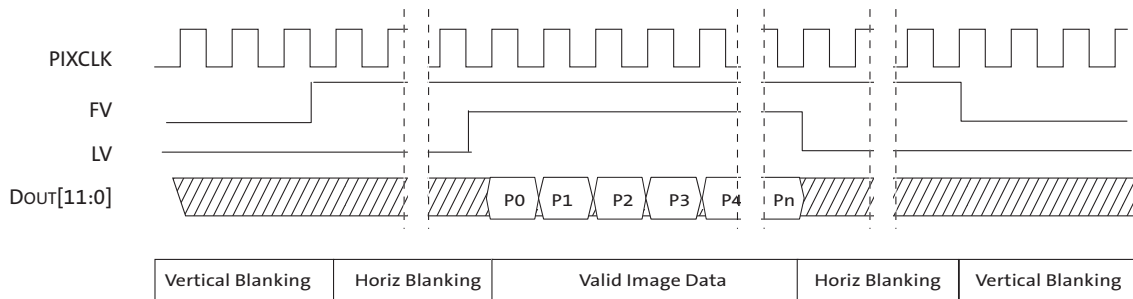 PIXCLK
FV
LV
DOUT[11:0]
P0 P1 P2 P3 P4 Pn
Vertical Blanking Horiz Blanking Valid Image Data Horiz Blanking Vertical Blanking